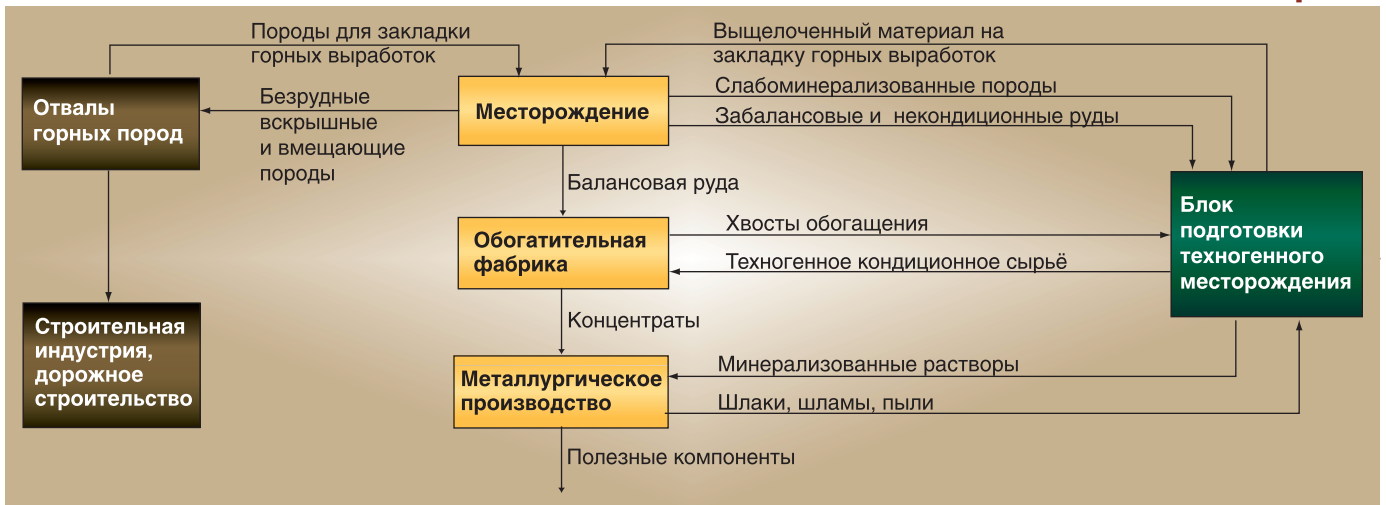 Породы для закладки
горных выработок
Выщелоченный материал на
закладку горных выработок
Отвалы
горных пород
Безрудные
вскрышные
и вмещающие
породы
Месторождение
Слабоминерализованные породы
Забалансовые и некондиционные руды
Балансовая руда
Блок
подготовки
техногенного
месторождения
Обогатительная
фабрика
Хвосты обогащения
Техногенное кондиционное сырьё
Концентраты
Строительная
индустрия,
дорожное
строительство
Металлургическое
производство
Минерализованные растворы
Шлаки, шламы, пыли
Полезные компоненты